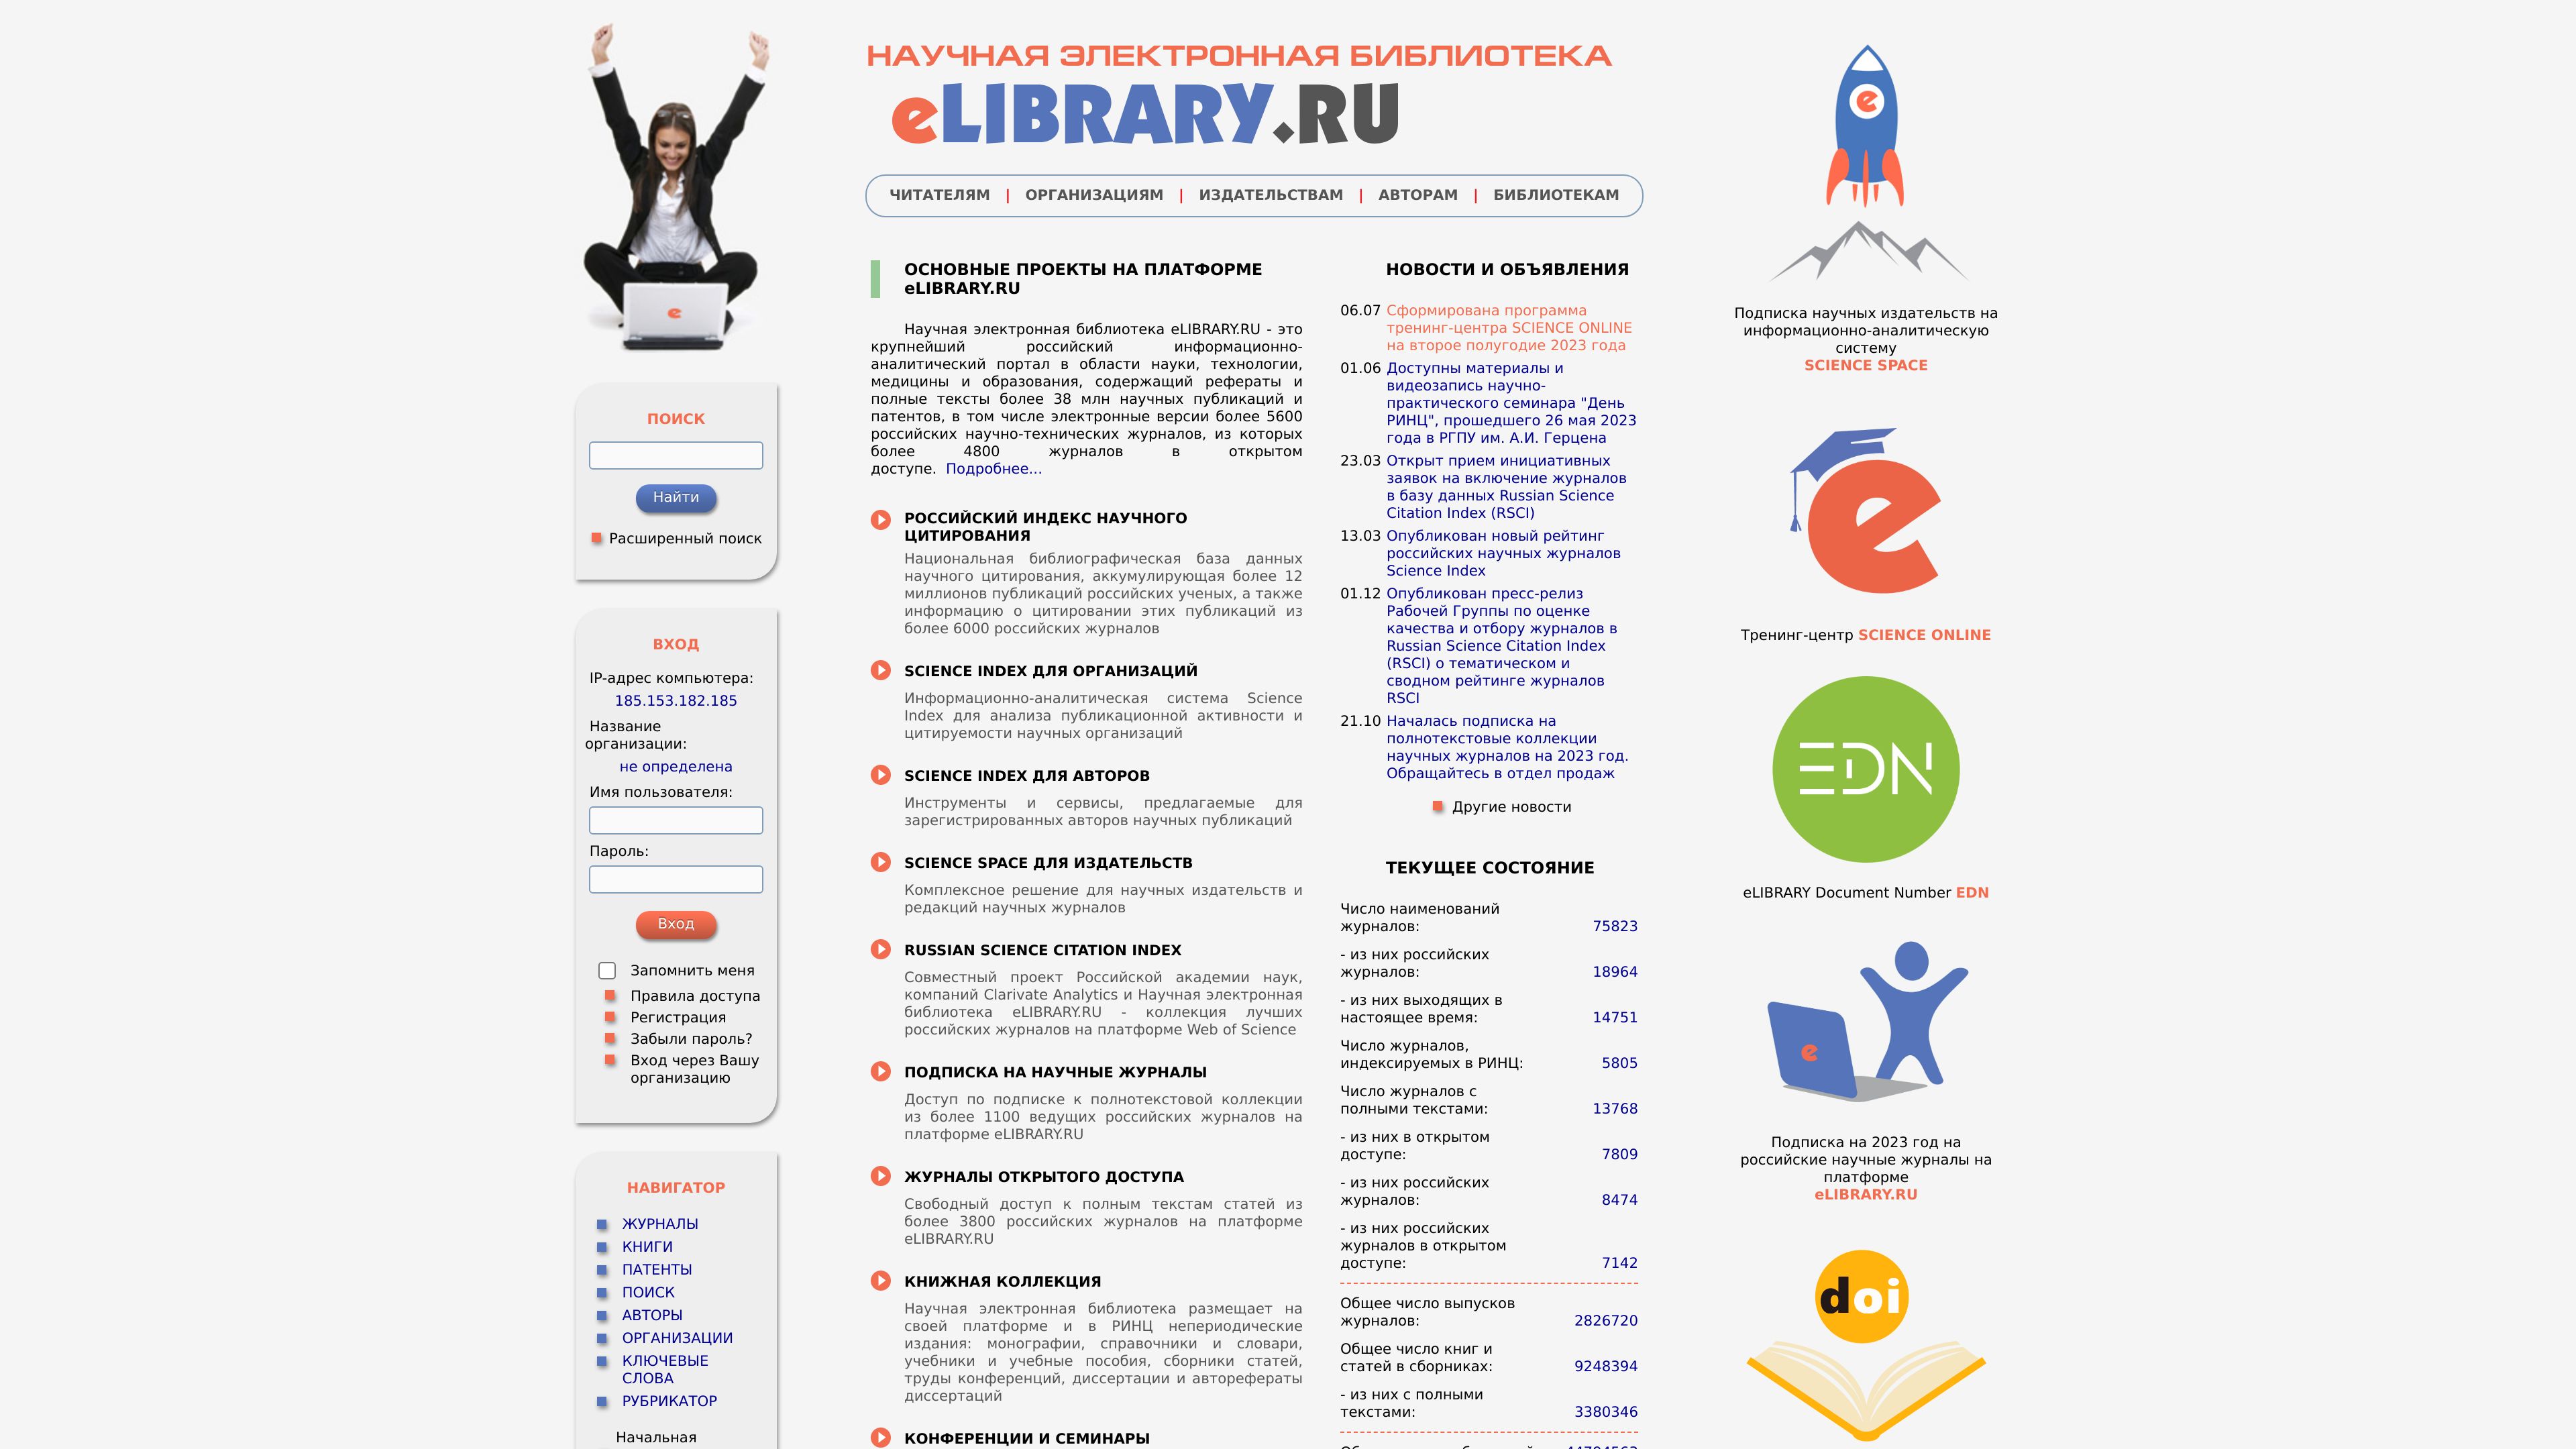 НАУЧНАЯ ЭЛЕКТРОННАЯ БИБЛИОТЕКА
eLIBRARY.RU
ЧИТАТЕЛЯМ | ОРГАНИЗАЦИЯМ | ИЗДАТЕЛЬСТВАМ | АВТОРАМ | БИБЛИОТЕКАМ
e
ПОИСК
Найти
Расширенный поиск
ВХОД
IP-адрес компьютера:
185.153.182.185
Название
организации:
не определена
Имя пользователя:
Пароль:
Вход
Запомнить меня
Правила доступа
Регистрация
Забыли пароль?
Вход через Вашу
организацию
НАВИГАТОР
ЖУРНАЛЫ
КНИГИ
ПАТЕНТЫ
ПОИСК
АВТОРЫ
ОРГАНИЗАЦИИ
КЛЮЧЕВЫЕ
СЛОВА
РУБРИКАТОР
Начальная
ОСНОВНЫЕ ПРОЕКТЫ НА ПЛАТФОРМЕ
eLIBRARY.RU
Научная электронная библиотека eLIBRARY.RU - это
крупнейший российский информационно-
аналитический портал в области науки, технологии,
медицины и образования, содержащий рефераты и
полные тексты более 38 млн научных публикаций и
патентов, в том числе электронные версии более 5600
российских научно-технических журналов, из которых
более 4800 журналов в открытом
доступе. Подробнее...
РОССИЙСКИЙ ИНДЕКС НАУЧНОГО
ЦИТИРОВАНИЯ
Национальная библиографическая база данных
научного цитирования, аккумулирующая более 12
миллионов публикаций российских ученых, а также
информацию о цитировании этих публикаций из
более 6000 российских журналов
SCIENCE INDEX ДЛЯ ОРГАНИЗАЦИЙ
Информационно-аналитическая система Science
Index для анализа публикационной активности и
цитируемости научных организаций
SCIENCE INDEX ДЛЯ АВТОРОВ
Инструменты и сервисы, предлагаемые для
зарегистрированных авторов научных публикаций
SCIENCE SPACE ДЛЯ ИЗДАТЕЛЬСТВ
Комплексное решение для научных издательств и
редакций научных журналов
RUSSIAN SCIENCE CITATION INDEX
Совместный проект Российской академии наук,
компаний Clarivate Analytics и Научная электронная
библиотека eLIBRARY.RU - коллекция лучших
российских журналов на платформе Web of Science
ПОДПИСКА НА НАУЧНЫЕ ЖУРНАЛЫ
Доступ по подписке к полнотекстовой коллекции
из более 1100 ведущих российских журналов на
платформе eLIBRARY.RU
ЖУРНАЛЫ ОТКРЫТОГО ДОСТУПА
Свободный доступ к полным текстам статей из
более 3800 российских журналов на платформе
eLIBRARY.RU
КНИЖНАЯ КОЛЛЕКЦИЯ
Научная электронная библиотека размещает на
своей платформе и в РИНЦ непериодические
издания: монографии, справочники и словари,
учебники и учебные пособия, сборники статей,
труды конференций, диссертации и авторефераты
диссертаций
КОНФЕРЕНЦИИ И СЕМИНАРЫ
НОВОСТИ И ОБЪЯВЛЕНИЯ
06.07 Сформирована программа
тренинг-центра SCIENCE ONLINE
на второе полугодие 2023 года
01.06 Доступны материалы и
видеозапись научно-
практического семинара "День
РИНЦ", прошедшего 26 мая 2023
года в РГПУ им. А.И. Герцена
23.03 Открыт прием инициативных
заявок на включение журналов
в базу данных Russian Science
Citation Index (RSCI)
13.03 Опубликован новый рейтинг
российских научных журналов
Science Index
01.12 Опубликован пресс-релиз
Рабочей Группы по оценке
качества и отбору журналов в
Russian Science Citation Index
(RSCI) о тематическом и
сводном рейтинге журналов
RSCI
21.10 Началась подписка на
полнотекстовые коллекции
научных журналов на 2023 год.
Обращайтесь в отдел продаж
Другие новости
ТЕКУЩЕЕ СОСТОЯНИЕ
Число наименований
журналов: 75823
- из них российских
журналов: 18964
- из них выходящих в
настоящее время: 14751
Число журналов,
индексируемых в РИНЦ: 5805
Число журналов с
полными текстами: 13768
- из них в открытом
доступе: 7809
- из них российских
журналов: 8474
- из них российских
журналов в открытом
доступе: 7142
Общее число выпусков
журналов: 2826720
Общее число книг и
статей в сборниках: 9248394
- из них с полными
текстами: 3380346
e
Подписка научных издательств на
информационно-аналитическую
систему
SCIENCE SPACE
e
Тренинг-центр SCIENCE ONLINE
EDN
eLIBRARY Document Number EDN
e
Подписка на 2023 год на
российские научные журналы на
платформе
eLIBRARY.RU
doi